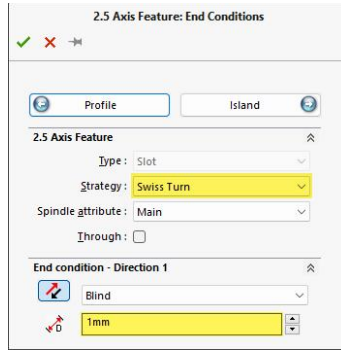 2.5 Axis Feature: End Conditions
Profile Island
2.5 Axis Feature
Type : Slot
Strategy : Swiss Turn
Spindle attribute : Main
Through :
End condition - Direction 1
Blind
D 1mm